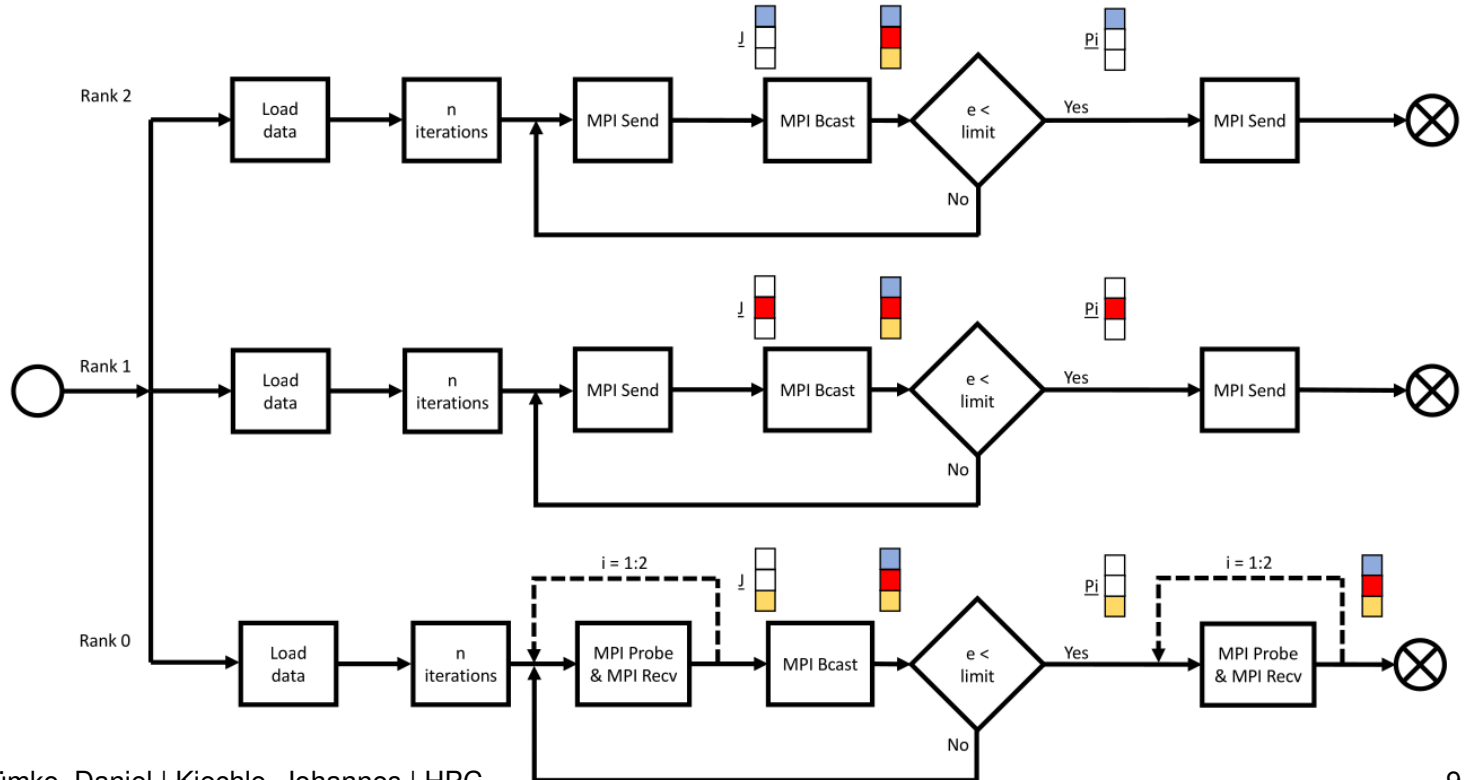 Rank 2
Load
data
n
iterations
MPI Send
J
MPI Bcast
e <
limit
Yes
No
Pi
MPI Send
Rank 1
Load
data
n
iterations
MPI Send
J
MPI Bcast
e <
limit
Yes
No
Pi
MPI Send
Rank 0
Load
data
n
iterations
i = 1:2
MPI Probe
& MPI Recv
J
MPI Bcast
e <
limit
Yes
No
Pi
i = 1:2
MPI Probe
& MPI Recv
Daniel | Kiechle, Johannes | HPC
9